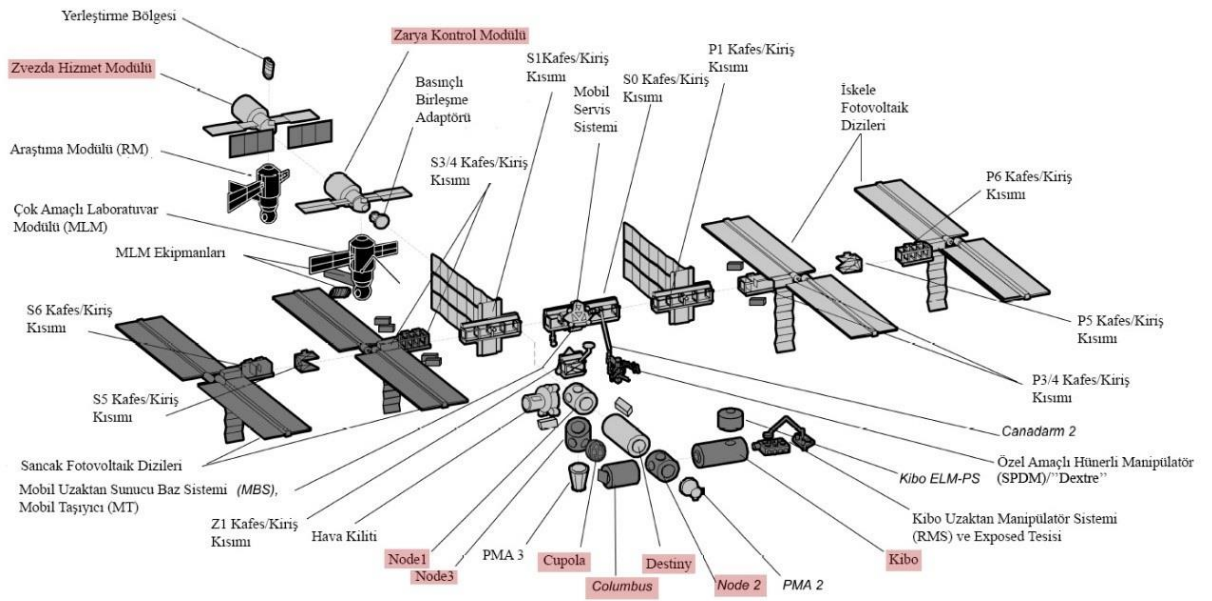 Yerleştirme Bölgesi
Zarya Kontrol Modülü
Zvezda Hizmet Modülü
S1Kafes/Kiriş
Kısımı
P1 Kafes/Kiriş
Kısımı
S0 Kafes/Kiriş
Kısımı
Mobil
Servis
Sistemi
Basınçlı
Birleşme
Adaptörü
İskele
Fotovoltaik
Dizileri
Araştıma Modülü (RM)
S3/4 Kafes/Kiriş
Kısımı
P6 Kafes/Kiriş
Kısımı
Çok Amaçlı Laboratuvar
Modülü (MLM)
MLM Ekipmanları
S6 Kafes/Kiriş
Kısımı
P5 Kafes/Kiriş
Kısımı
S5 Kafes/Kiriş
Kısımı
P3/4 Kafes/Kiriş
Kısımı
Canadarm 2
Sancak Fotovoltaik Dizileri
Özel Amaçlı Hünerli Manipülatör
(SPDM)/''Dextre''
Kibo ELM-PS
Mobil Uzaktan Sunucu Baz Sistemi (MBS),
Mobil Taşıyıcı (MT)
Z1 Kafes/Kiriş
Kısımı
Hava Kiliti
Kibo Uzaktan Manipülatör Sistemi
(RMS) ve Exposed Tesisi
PMA 3
Node1
Node3
Cupola
Columbus
Destiny
Node 2
PMA 2
Kibo